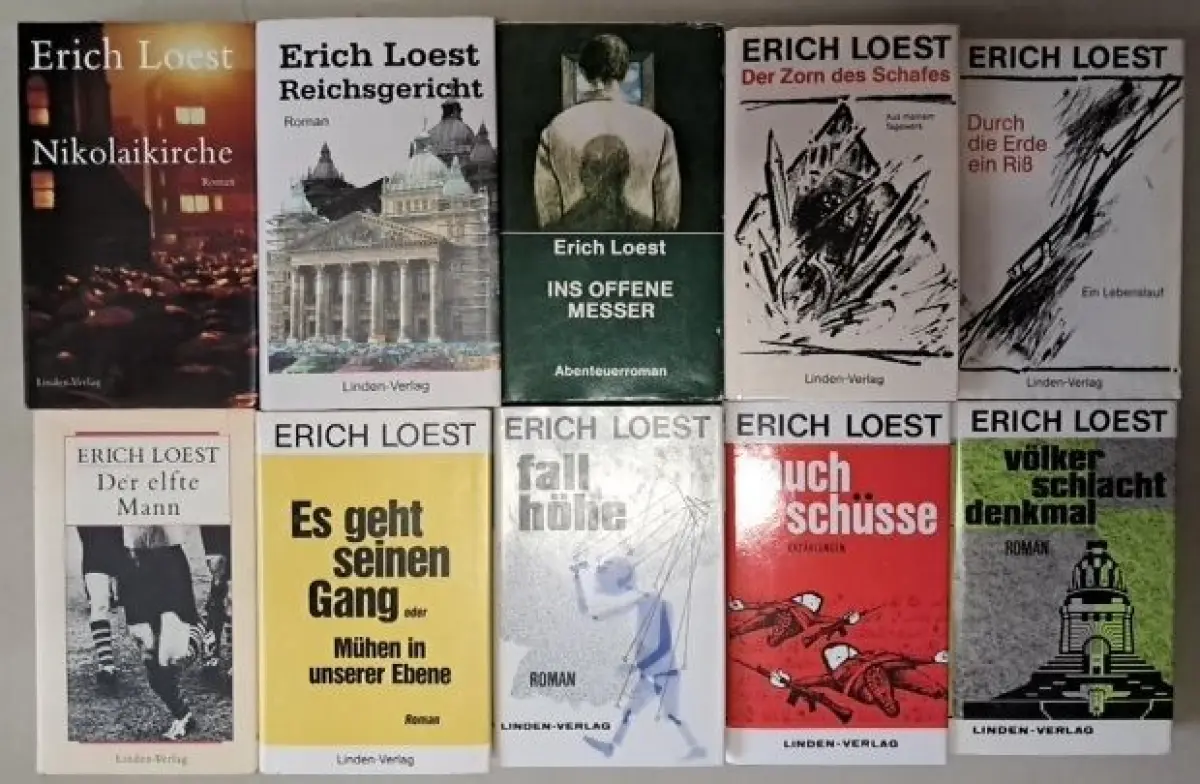 Erich Loest
Nikolaikirche
Roman
Linden-Verlag
Erich Loest
Reichsgericht
Roman
Linden-Verlag
Erich Loest
INS OFFENE
MESSER
Abenteuerroman
ERICH LOEST
Der Zorn des Schafes
Aus meinem
Tagewerk
Linden-Verlag
ERICH LOEST
Durch
die Erde
ein Riß
Ein Lebenslauf
Linden-Verlag
ERICH LOEST
Der elfte
Mann
Linden-Verlag
ERICH LOEST
Es geht
seinen
Gang oder
Mühen in
unserer Ebene
Roman
Linden-Verlag
ERICH LOEST
fall
höhe
ROMAN
LINDEN-VERLAG
ERICH LOEST
uch
schüsse
ERZÄHLUNGEN
LINDEN-VERLAG
ERICH LOEST
völker
schlacht
denkmal
ROMAN
LINDEN-VERLAG